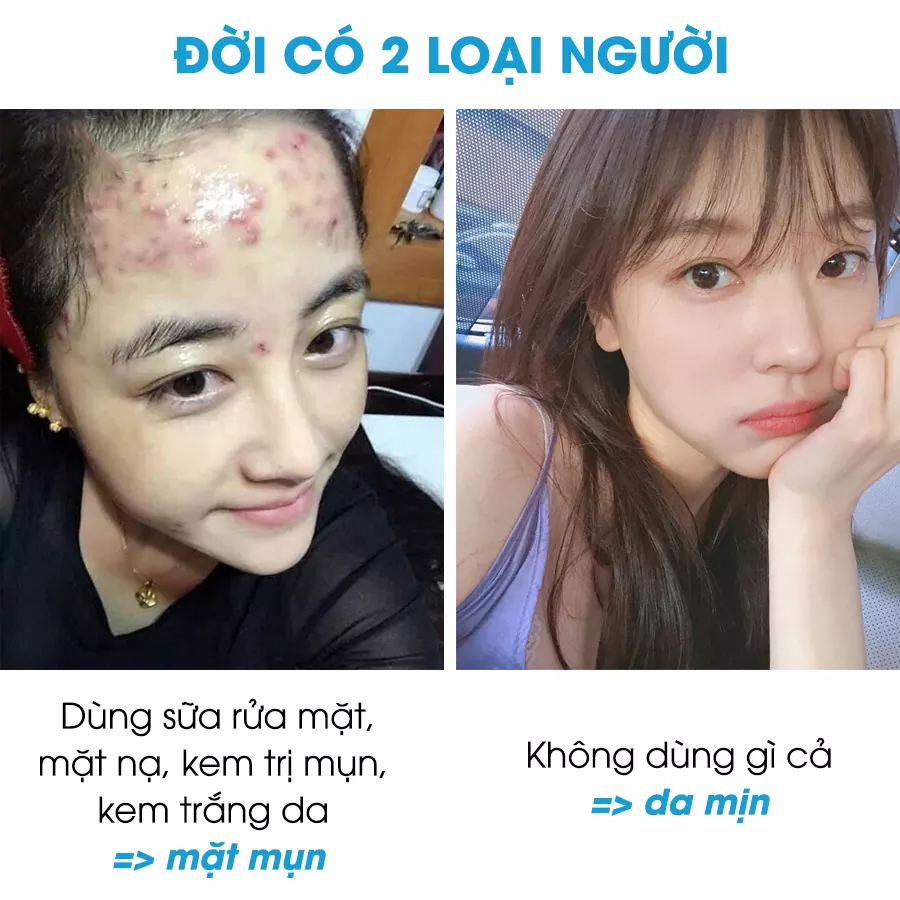 ĐỜI CÓ 2 LOẠI NGƯỜI
Dùng sữa rửa mặt,
mặt nạ, kem trị mụn,
kem trắng da
=> mặt mụn
Không dùng gì cả
=> da mịn